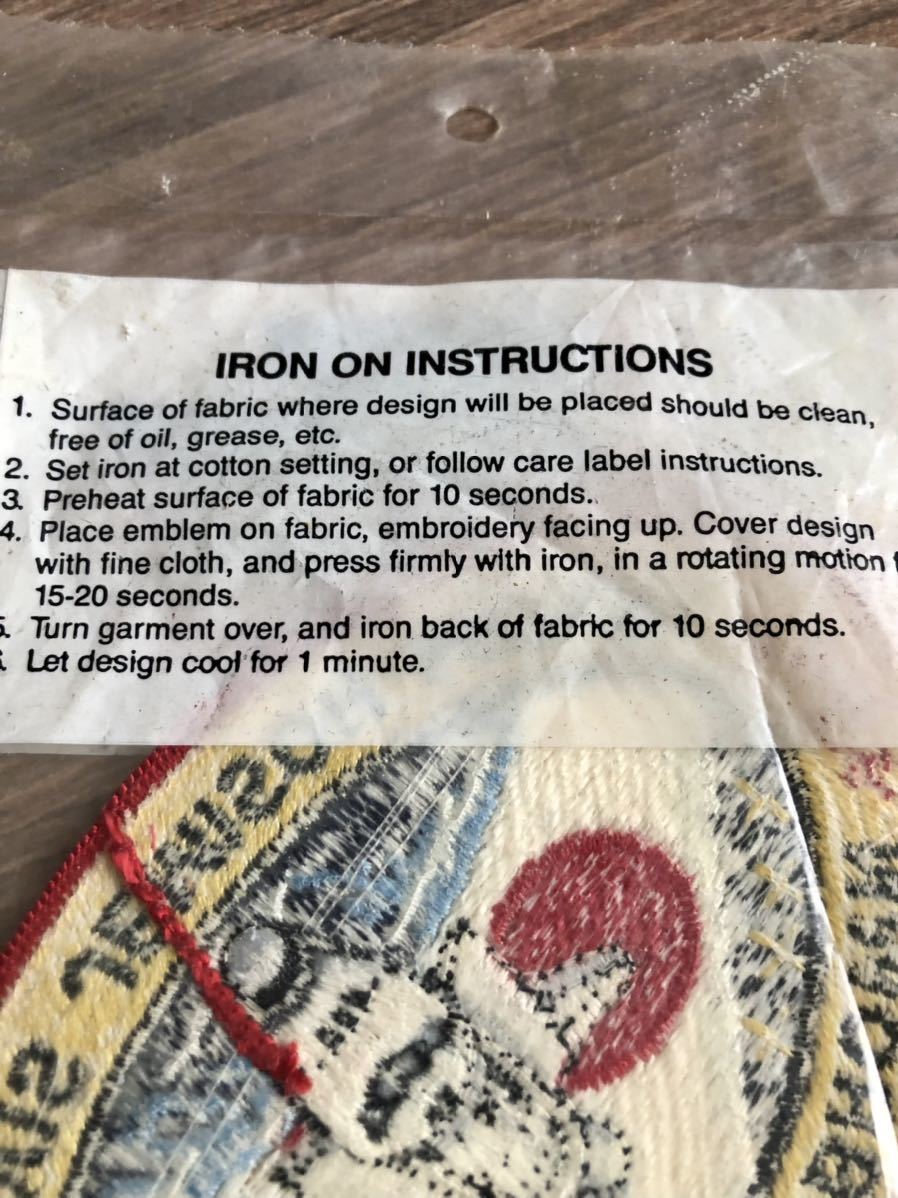 IRON ON INSTRUCTIONS
1. Surface of fabric where design will be placed should be clean,
free of oil, grease, etc.
2. Set iron at cotton setting, or follow care label instructions.
3. Preheat surface of fabric for 10 seconds.
4. Place emblem on fabric, embroidery facing up. Cover design
with fine cloth, and press firmly with iron, in a rotating motion
15-20 seconds.
5. Turn garment over, and iron back of fabric for 10 seconds.
Let design cool for 1 minute.